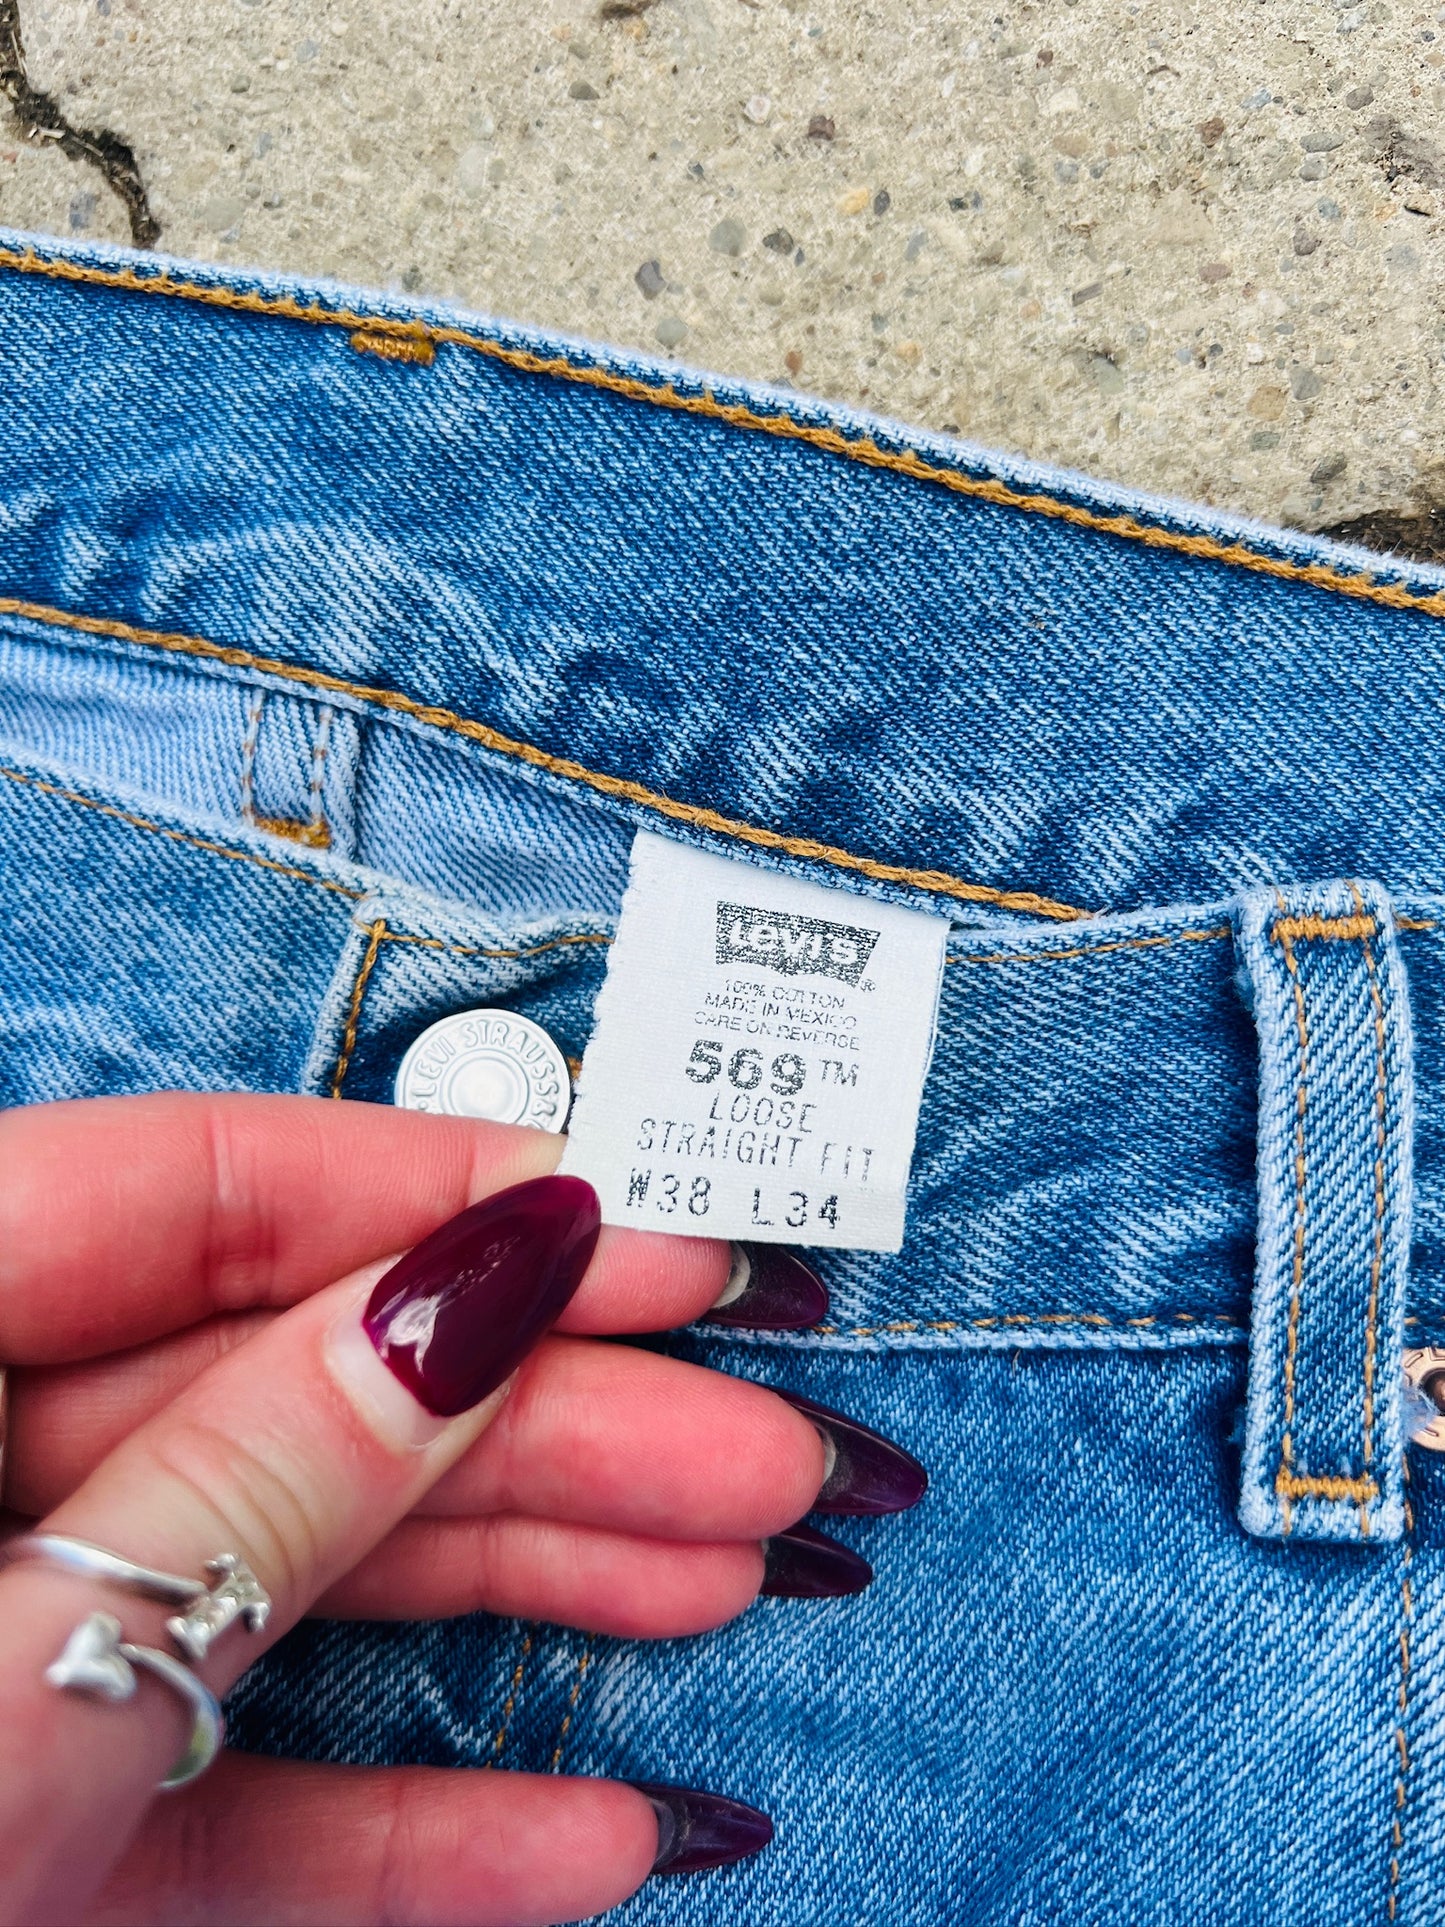 Levi's®
100% COTTON
MADE IN MEXICO
CARE ON REVERSE
569™
LOOSE
STRAIGHT FIT
W38 L34
LEVI STRAUSS &